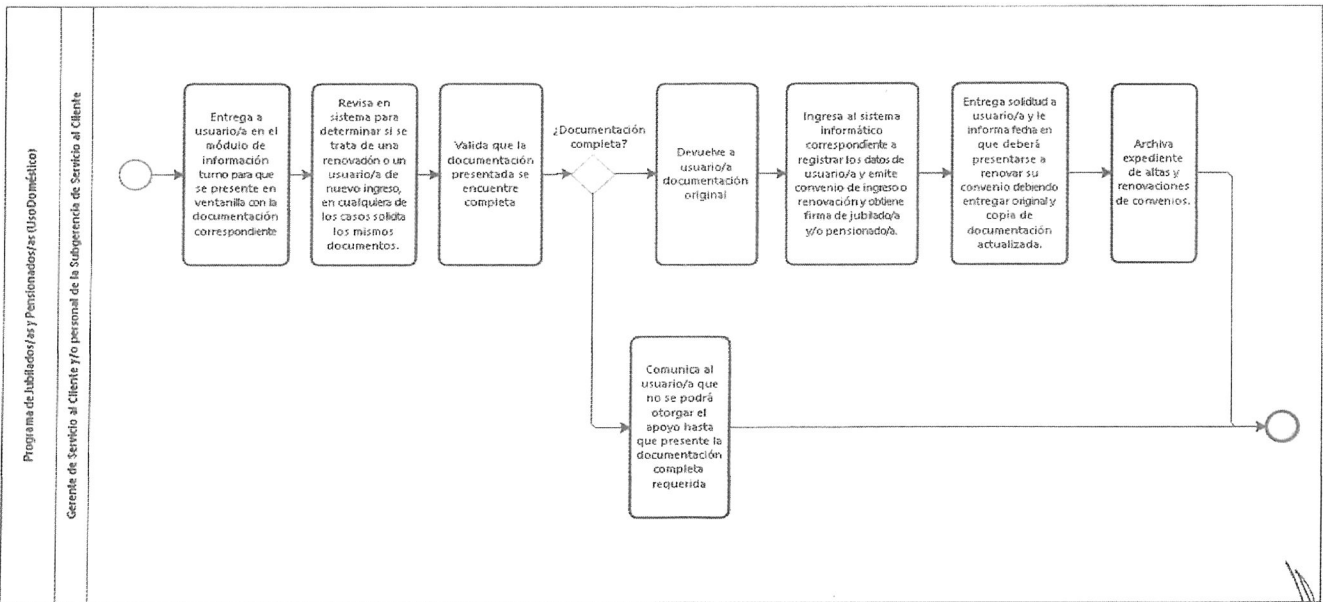 Programa de Jubilados/as y Pensionados/as (Uso Doméstico)
Gerente de Servicio al Cliente y/o personal de la Subgerencia de Servicio al Cliente
Entrega a
usuario/a en el
módulo de
información
turno para que
se presente en
ventanilla con la
documentación
correspondiente
Revisa en
sistema para
determinar si se
trata de una
renovación o un
usuario/a de
nuevo ingreso,
en cualquiera de
los casos solicita
los mismos
documentos.
Valida que la
documentación
presentada se
encuentre
completa
¿Documentación
completa?
Devuelve a
usuario/a
documentación
original
Ingresa al sistema
informático
correspondiente a
registrar los datos de
usuario/a y emite
convenio de ingreso o
renovación y obtiene
firma de jubilado/a
y/o pensionado/a.
Entrega solicitud a
usuario/a y le
informa fecha en
que deberá
presentarse a
renovar su
convenio debiendo
entregar original y
copia de
documentación
actualizada.
Archiva
expediente
de altas y
renovaciones
de convenios.
Comunica al
usuario/a que
no se podrá
otorgar el
apoyo hasta
que presente la
documentación
completa
requerida